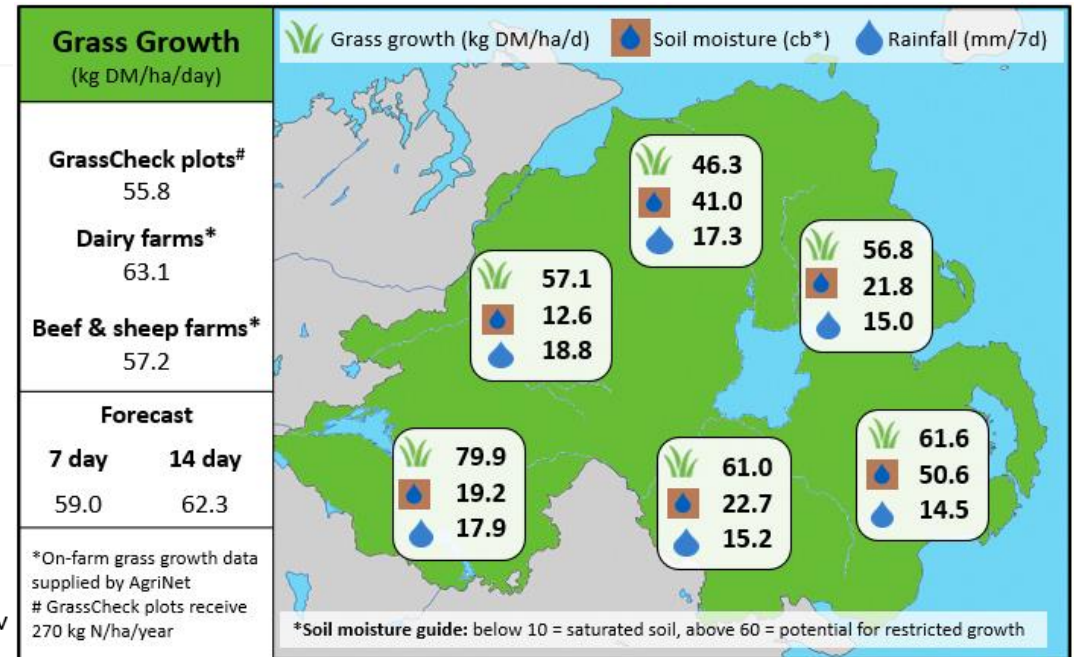 Grass Growth
(kg DM/ha/day)
GrassCheck plots#
55.8
Dairy farms*
63.1
Beef & sheep farms*
57.2
Forecast
7 day 14 day
59.0 62.3
*On-farm grass growth data
supplied by AgriNet
# GrassCheck plots receive
270 kg N/ha/year
Grass growth (kg DM/ha/d) Soil moisture (cb*) Rainfall (mm/7d)
46.3
41.0
17.3
56.8
21.8
15.0
57.1
12.6
18.8
79.9
19.2
17.9
61.0
22.7
15.2
61.6
50.6
14.5
*Soil moisture guide: below 10 = saturated soil, above 60 = potential for restricted growth